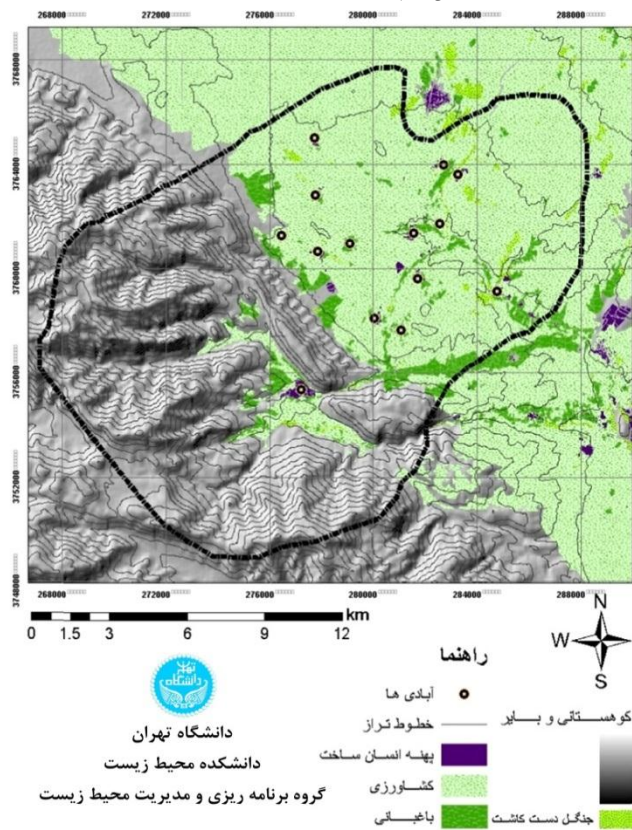 268000 272000 276000 280000 284000 288000
3768000
3764000
3760000
3756000
3752000
3748000
268000 272000 276000 280000 284000 288000
0 1.5 3 6 9 12 km
N
W E
S
راهنما
آبادی ها
خطوط تراز
کوهستانی و بایر
پهنه انسان ساخت
کشاورزی
باغبانی
جنگل دست کاشت
دانشگاه تهران
دانشکده محیط زیست
گروه برنامه ریزی و مدیریت محیط زیست